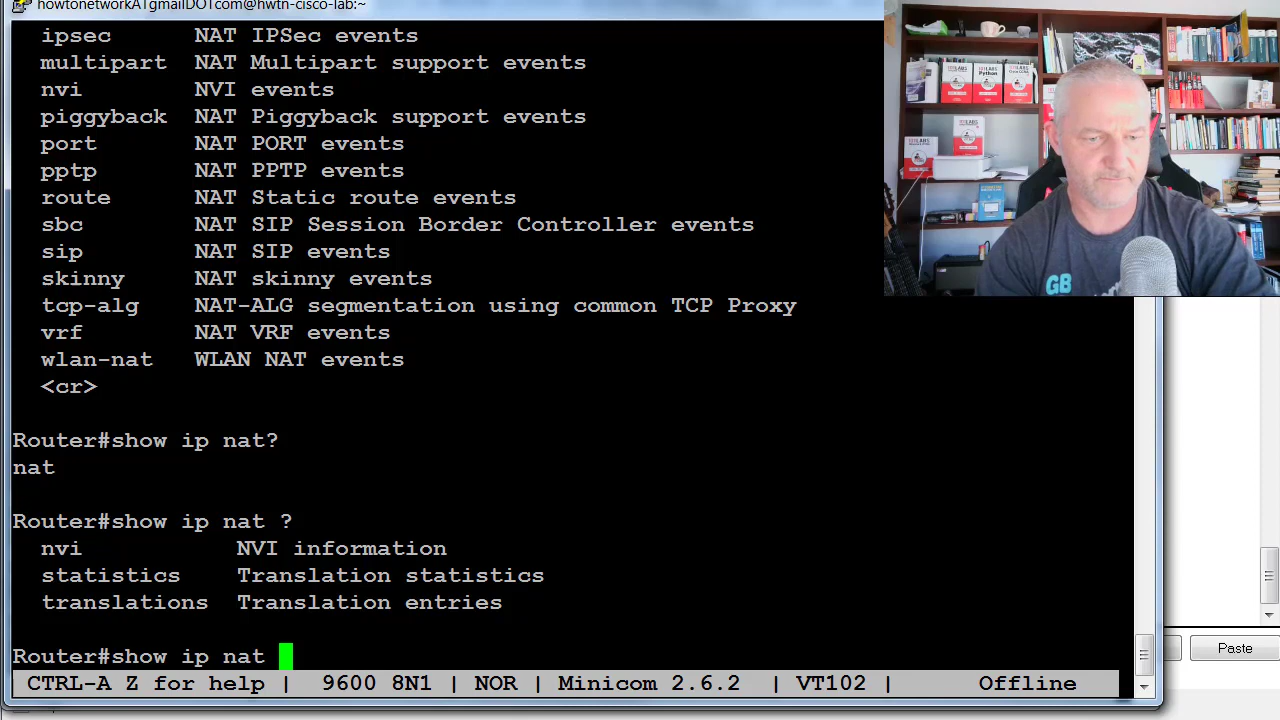 howtonetworkATgmailDOTcom@hwtn-cisco-lab:~
ipsec NAT IPSec events
multipart NAT Multipart support events
nvi NVI events
piggyback NAT Piggyback support events
port NAT PORT events
pptp NAT PPTP events
route NAT Static route events
sbc NAT SIP Session Border Controller events
sip NAT SIP events
skinny NAT skinny events
tcp-alg NAT-ALG segmentation using common TCP Proxy
vrf NAT VRF events
wlan-nat WLAN NAT events
<cr>
Router#show ip nat?
nat
Router#show ip nat ?
nvi NVI information
statistics Translation statistics
translations Translation entries
Router#show ip nat
CTRL-A Z for help | 9600 8N1 | NOR | Minicom 2.6.2 | VT102 | Offline
Paste
Python
GB